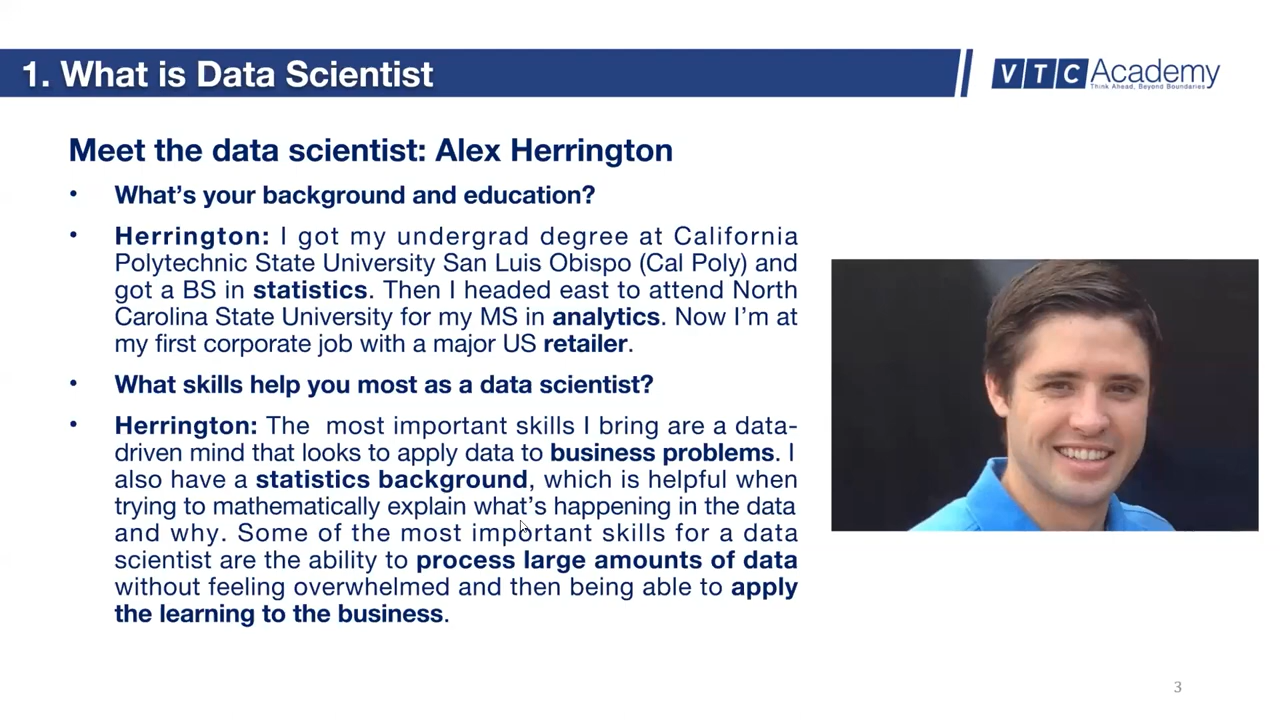 1. What is Data Scientist
VTC Academy
Think Ahead, Beyond Boundaries
Meet the data scientist: Alex Herrington
• What’s your background and education?
• Herrington: I got my undergrad degree at California
Polytechnic State University San Luis Obispo (Cal Poly) and
got a BS in statistics. Then I headed east to attend North
Carolina State University for my MS in analytics. Now I’m at
my first corporate job with a major US retailer.
• What skills help you most as a data scientist?
• Herrington: The most important skills I bring are a data-
driven mind that looks to apply data to business problems. I
also have a statistics background, which is helpful when
trying to mathematically explain what’s happening in the data
and why. Some of the most important skills for a data
scientist are the ability to process large amounts of data
without feeling overwhelmed and then being able to apply
the learning to the business.
3